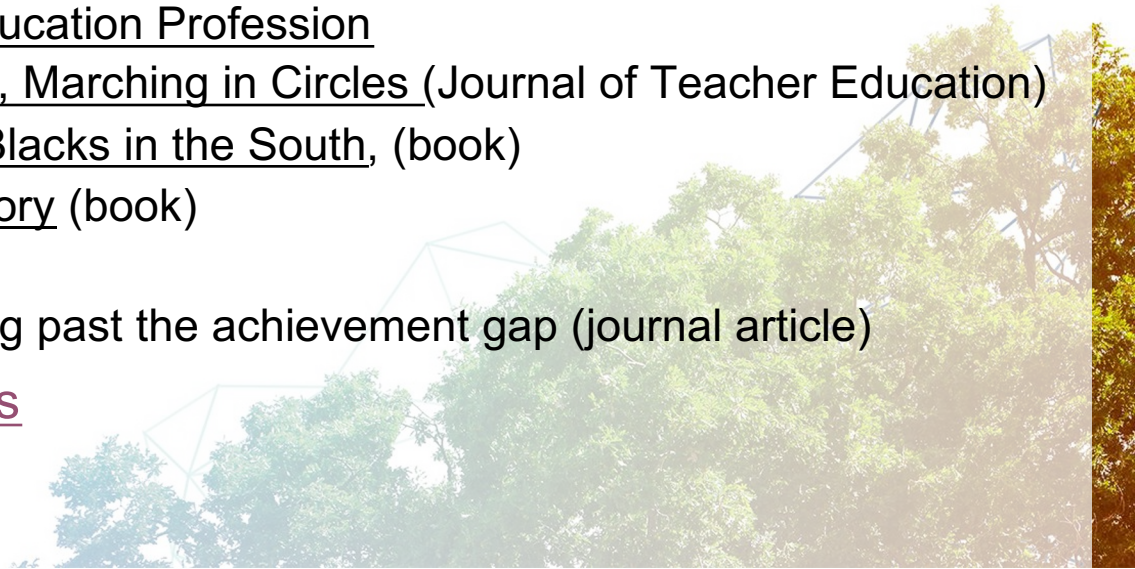 ucation Profession
, Marching in Circles (Journal of Teacher Education)
Blacks in the South, (book)
ory (book)
g past the achievement gap (journal article)
s